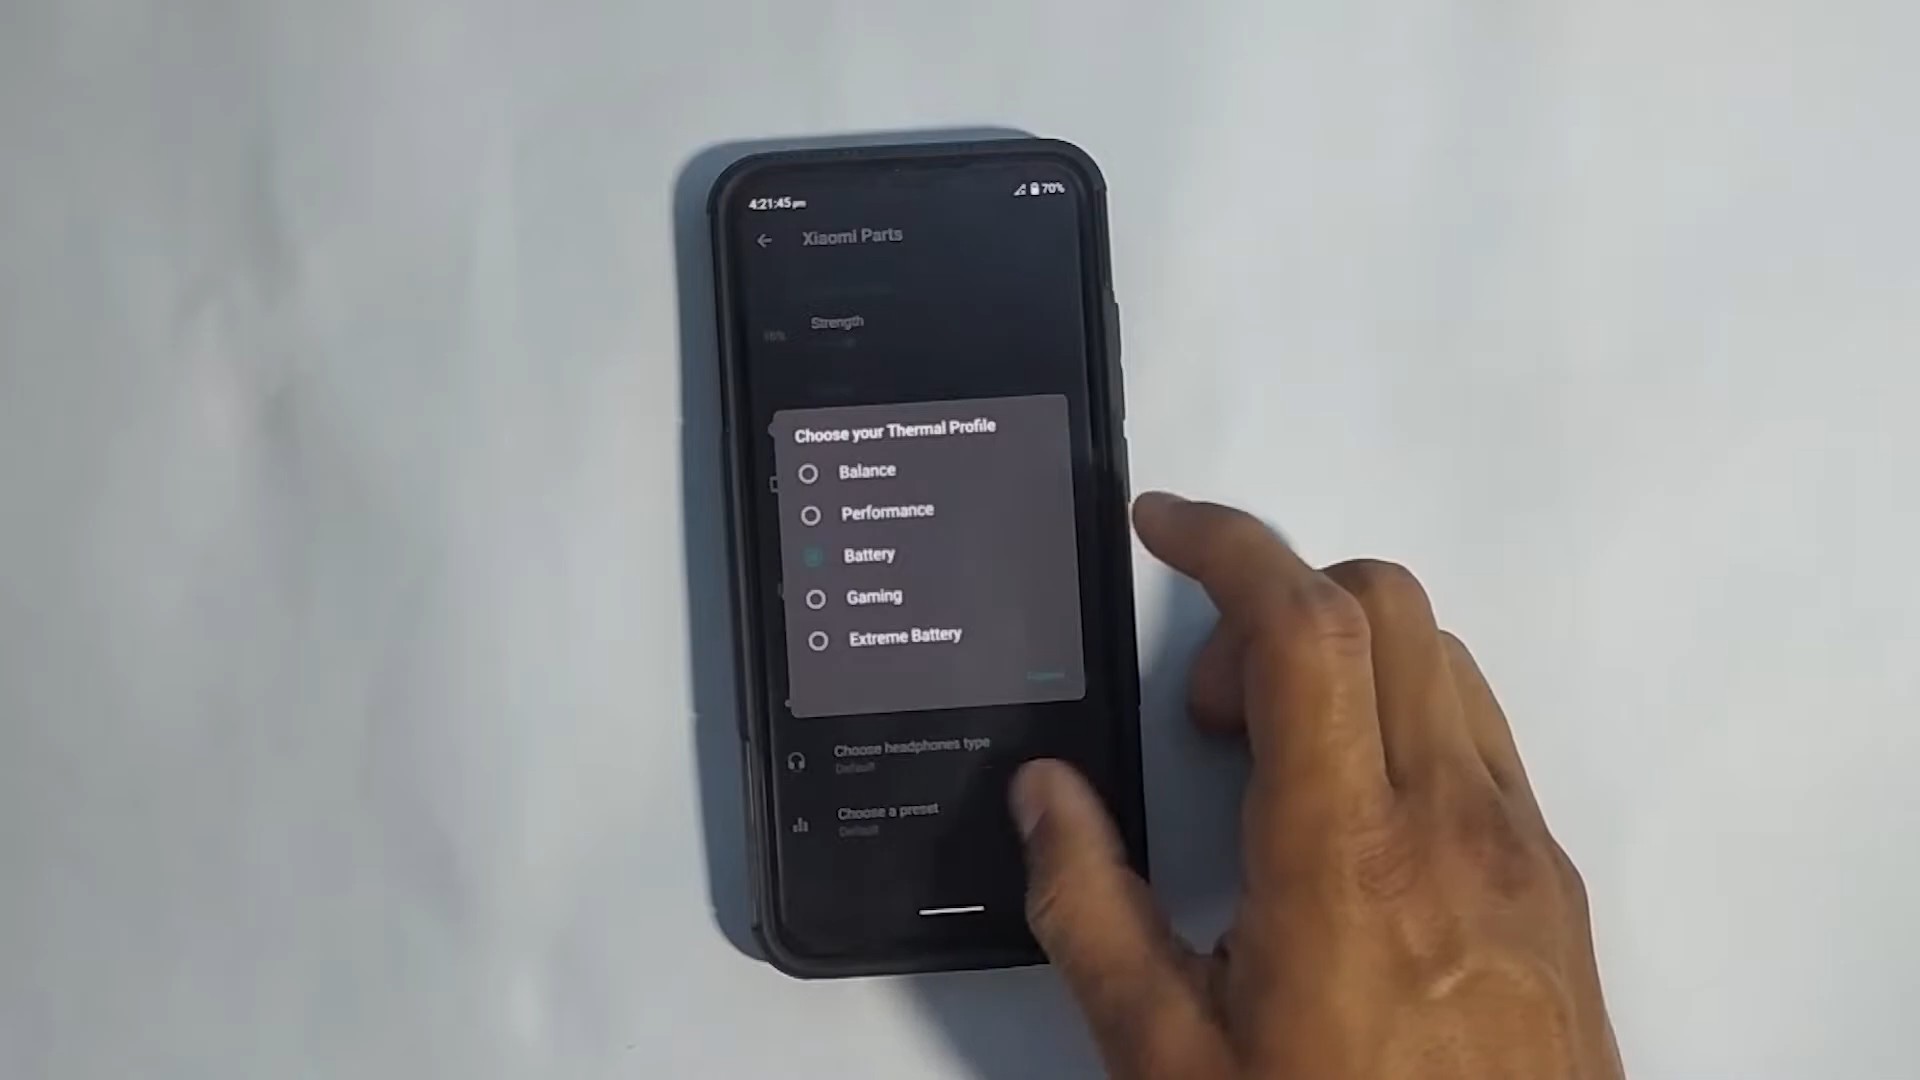 4:21:45 pm
70%
Xiaomi Parts
Strength
Choose your Thermal Profile
Balance
Performance
Battery
Gaming
Extreme Battery
Choose headphones type
Default
Choose a preset
Default